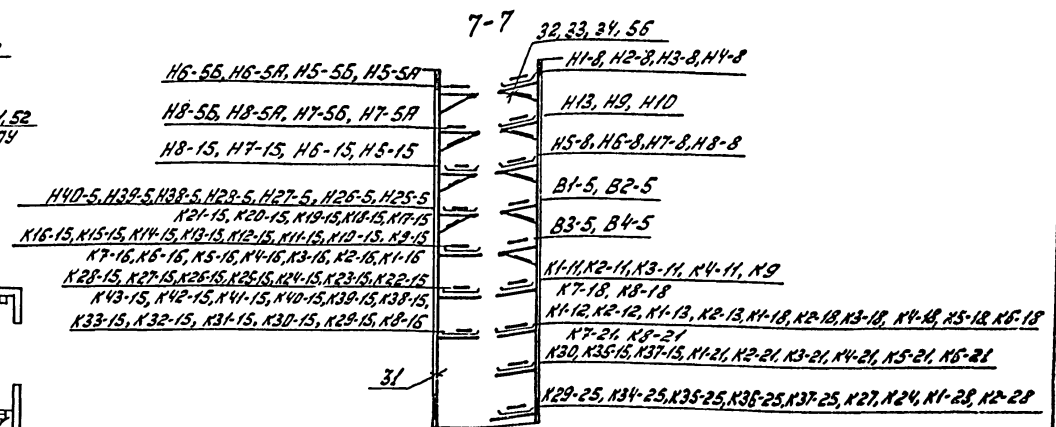 7-7
32, 33, 34, 56
Н6-5Б, Н6-5А, Н5-5Б, Н5-5А
Н1-8, Н2-8, Н3-8, Н4-8
Н8-5Б, Н8-5А, Н7-5Б, Н7-5А
Н13, Н9, Н10
52
Н8-15, Н7-15, Н6-15, Н5-15
Н5-8, Н6-8, Н7-8, Н8-8
Н40-5, Н39-5, Н38-5, Н28-5, Н27-5, Н26-5, Н25-5
В1-5, В2-5
К21-15, К20-15, К19-15, К18-15, К17-15
К16-15, К15-15, К14-15, К13-15, К12-15, К11-15, К10-15, К9-15
В3-5, В4-5
К7-16, К6-16, К5-16, К4-16, К3-16, К2-16, К1-16
К28-15, К27-15, К26-15, К25-15, К24-15, К23-15, К22-15
К1-11, К2-11, К3-11, К4-11, К9
К7-18, К8-18
К43-15, К42-15, К41-15, К40-15, К39-15, К38-15,
К33-15, К32-15, К31-15, К30-15, К29-15, К8-16
К1-12, К2-12, К1-13, К2-13, К1-18, К2-18, К3-18, К4-18, К5-18, К6-18
К7-21, К8-21
К30, К36-15, К37-15, К1-21, К2-21, К3-21, К4-21, К5-21, К6-21
31
К29-25, К34-25, К35-25, К36-25, К37-25, К27, К24, К1-28, К2-28